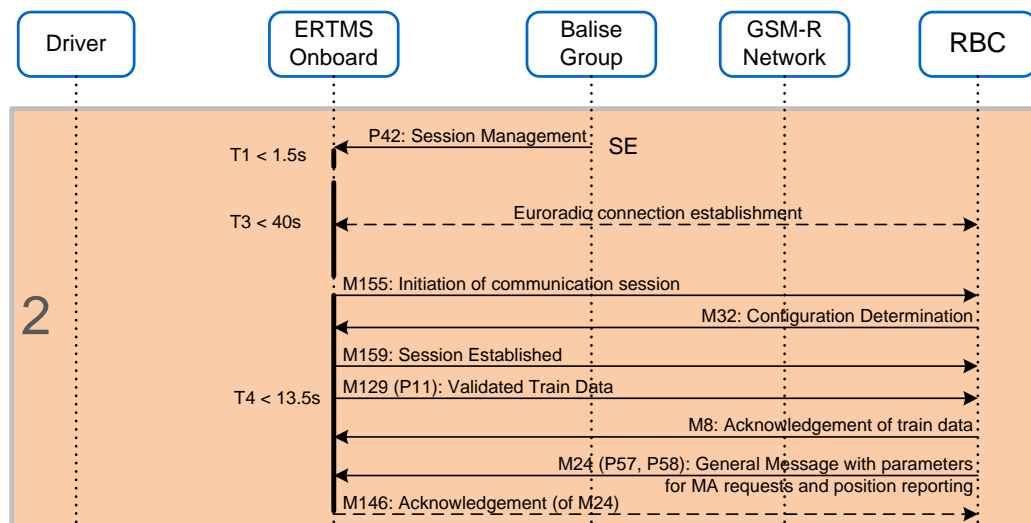 Driver
ERTMS
Onboard
Balise
Group
GSM-R
Network
RBC
P42: Session Management
SE
T1 < 1.5s
Euroradio connection establishment
T3 < 40s
M155: Initiation of communication session
2
M32: Configuration Determination
M159: Session Established
M129 (P11): Validated Train Data
T4 < 13.5s
M8: Acknowledgement of train data
M24 (P57, P58): General Message with parameters
for MA requests and position reporting
M146: Acknowledgement (of M24)